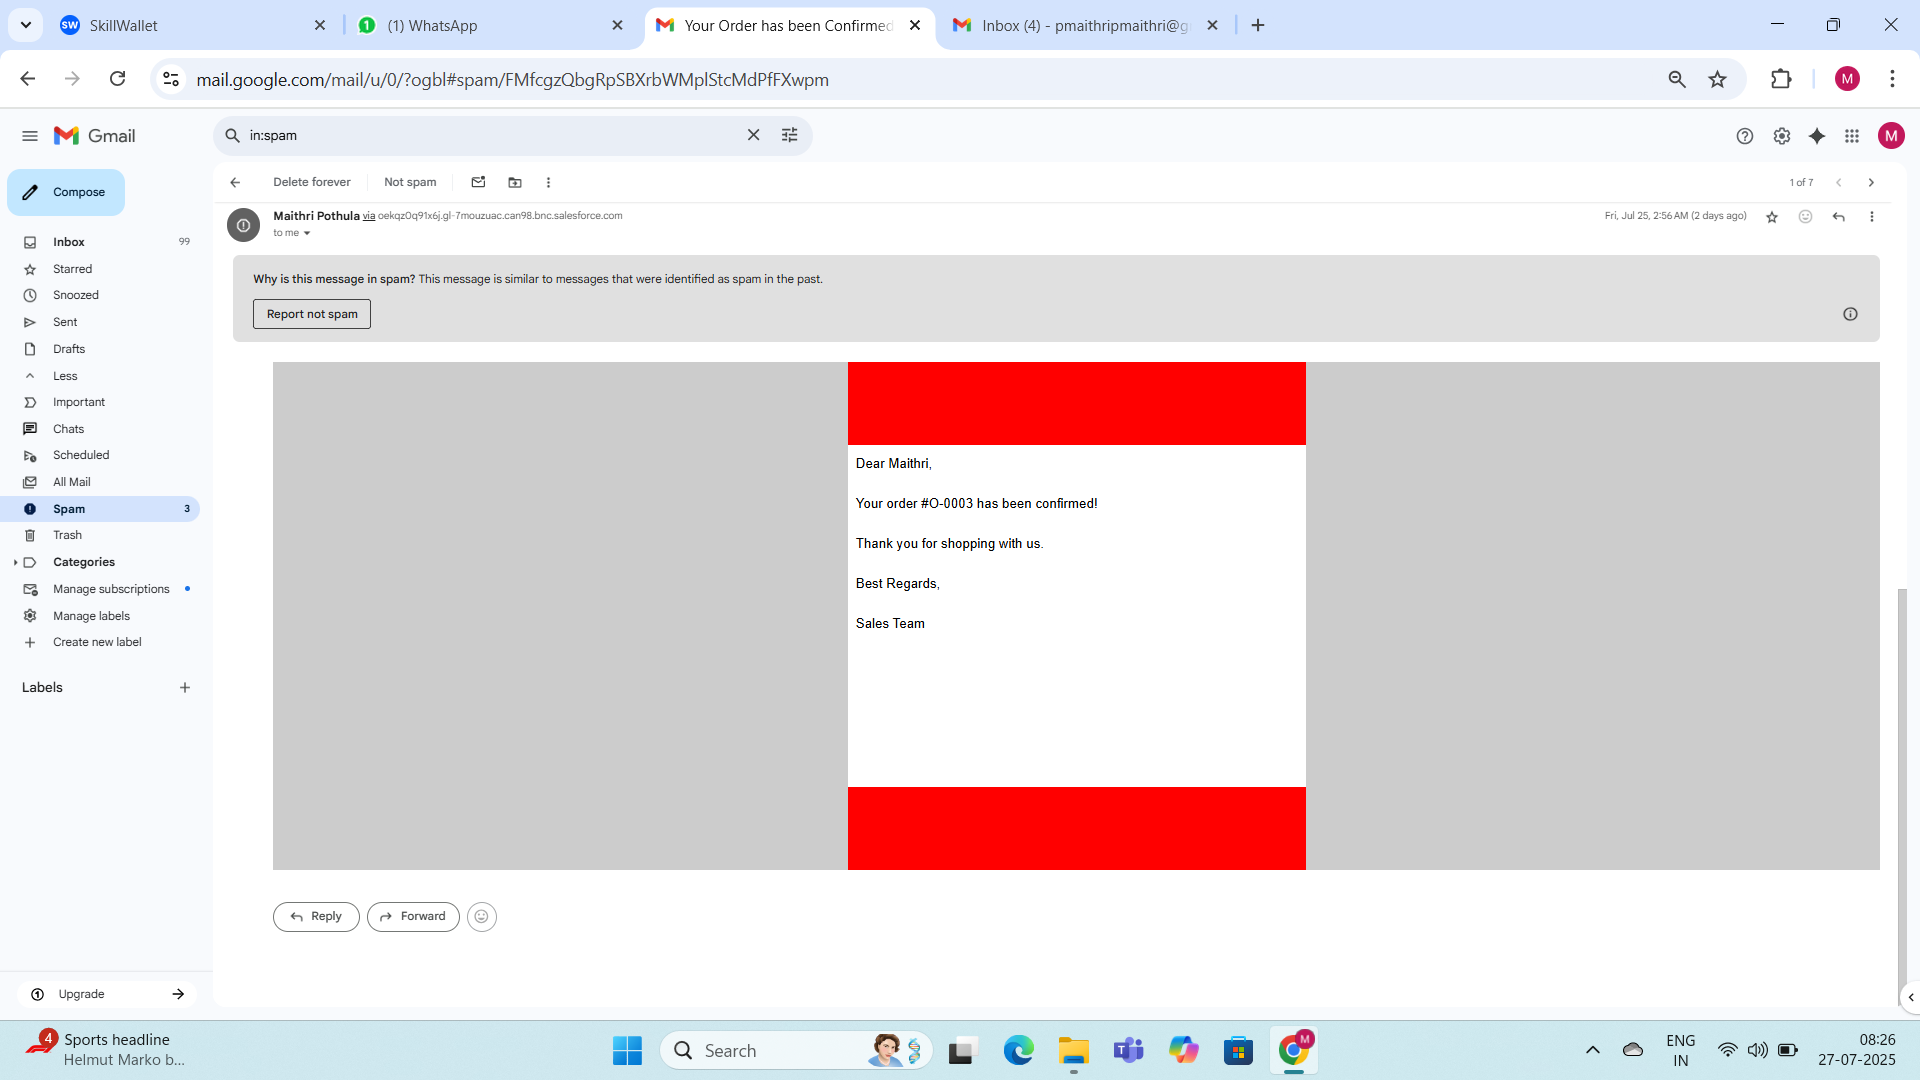 SkillWallet
(1) WhatsApp
Your Order has been Confirmed
Inbox (4) - pmaithripmaithri@g
mail.google.com/mail/u/0/?ogbl#spam/FMfcgzQbgRpSBXrbWMplStcMdPfFXwpm
M
Gmail
in:spam
M
Compose
Delete forever
Not spam
1 of 7
Maithri Pothula via oekqz0q91x6j.gl-7mouzuac.can98.bnc.salesforce.com
Fri, Jul 25, 2:56 AM (2 days ago)
to me
Inbox 99
Starred
Snoozed
Sent
Drafts
Less
Important
Chats
Scheduled
All Mail
Spam 3
Trash
Categories
Manage subscriptions
Manage labels
Create new label
Labels
Why is this message in spam? This message is similar to messages that were identified as spam in the past.
Report not spam
Dear Maithri,
Your order #O-0003 has been confirmed!
Thank you for shopping with us.
Best Regards,
Sales Team
Reply
Forward
Upgrade
4
Sports headline
Helmut Marko b...
Search
M
ENG
IN
08:26
27-07-2025